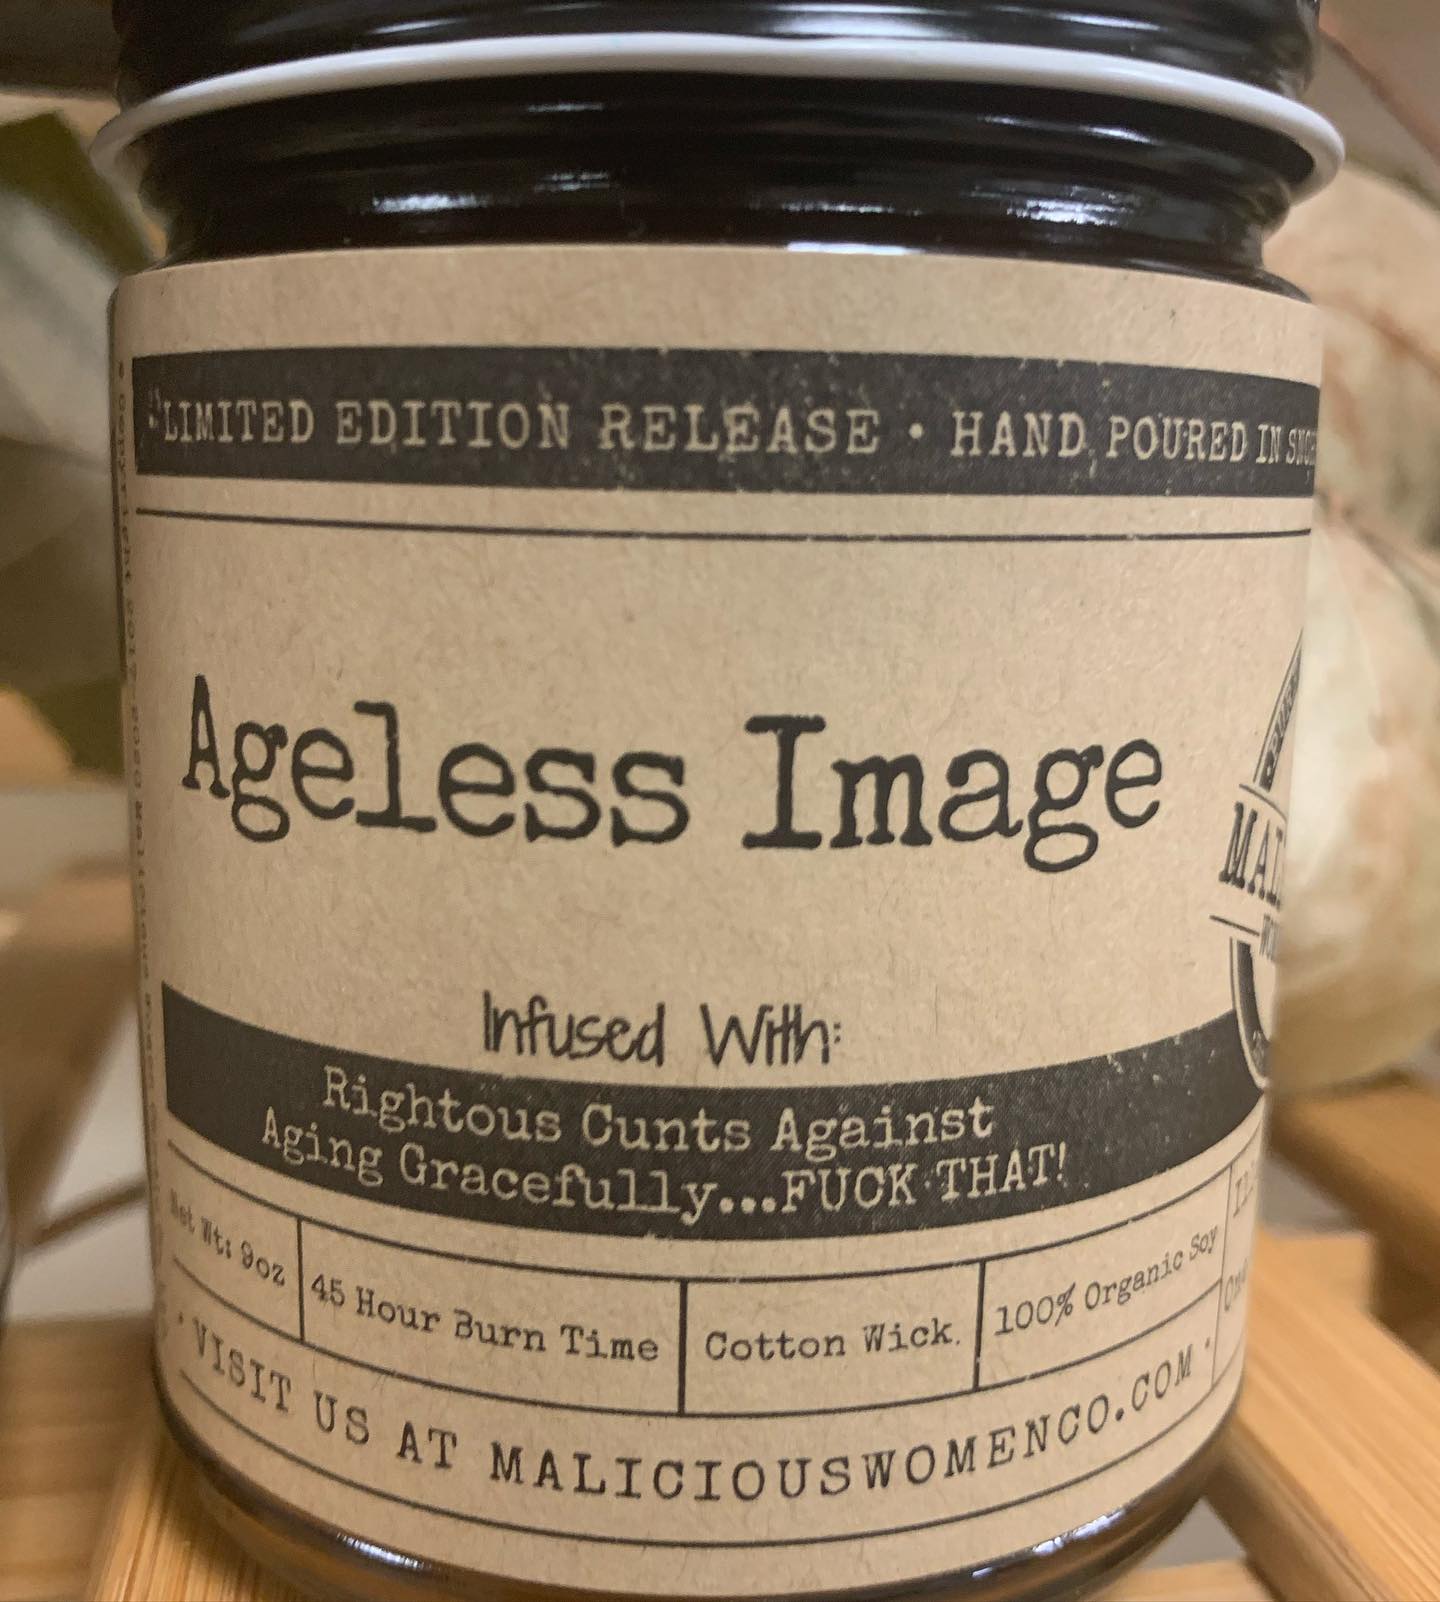 LIMITED EDITION RELEASE • HAND POURED IN
Ageless Image
Infused With:
Rightous Cunts Against
Aging Gracefully...FUCK THAT!
Net Wt: 9oz
45 Hour Burn Time
Cotton Wick.
100% Organic Soy
• VISIT US AT MALICIOUSWOMENCO.COM •